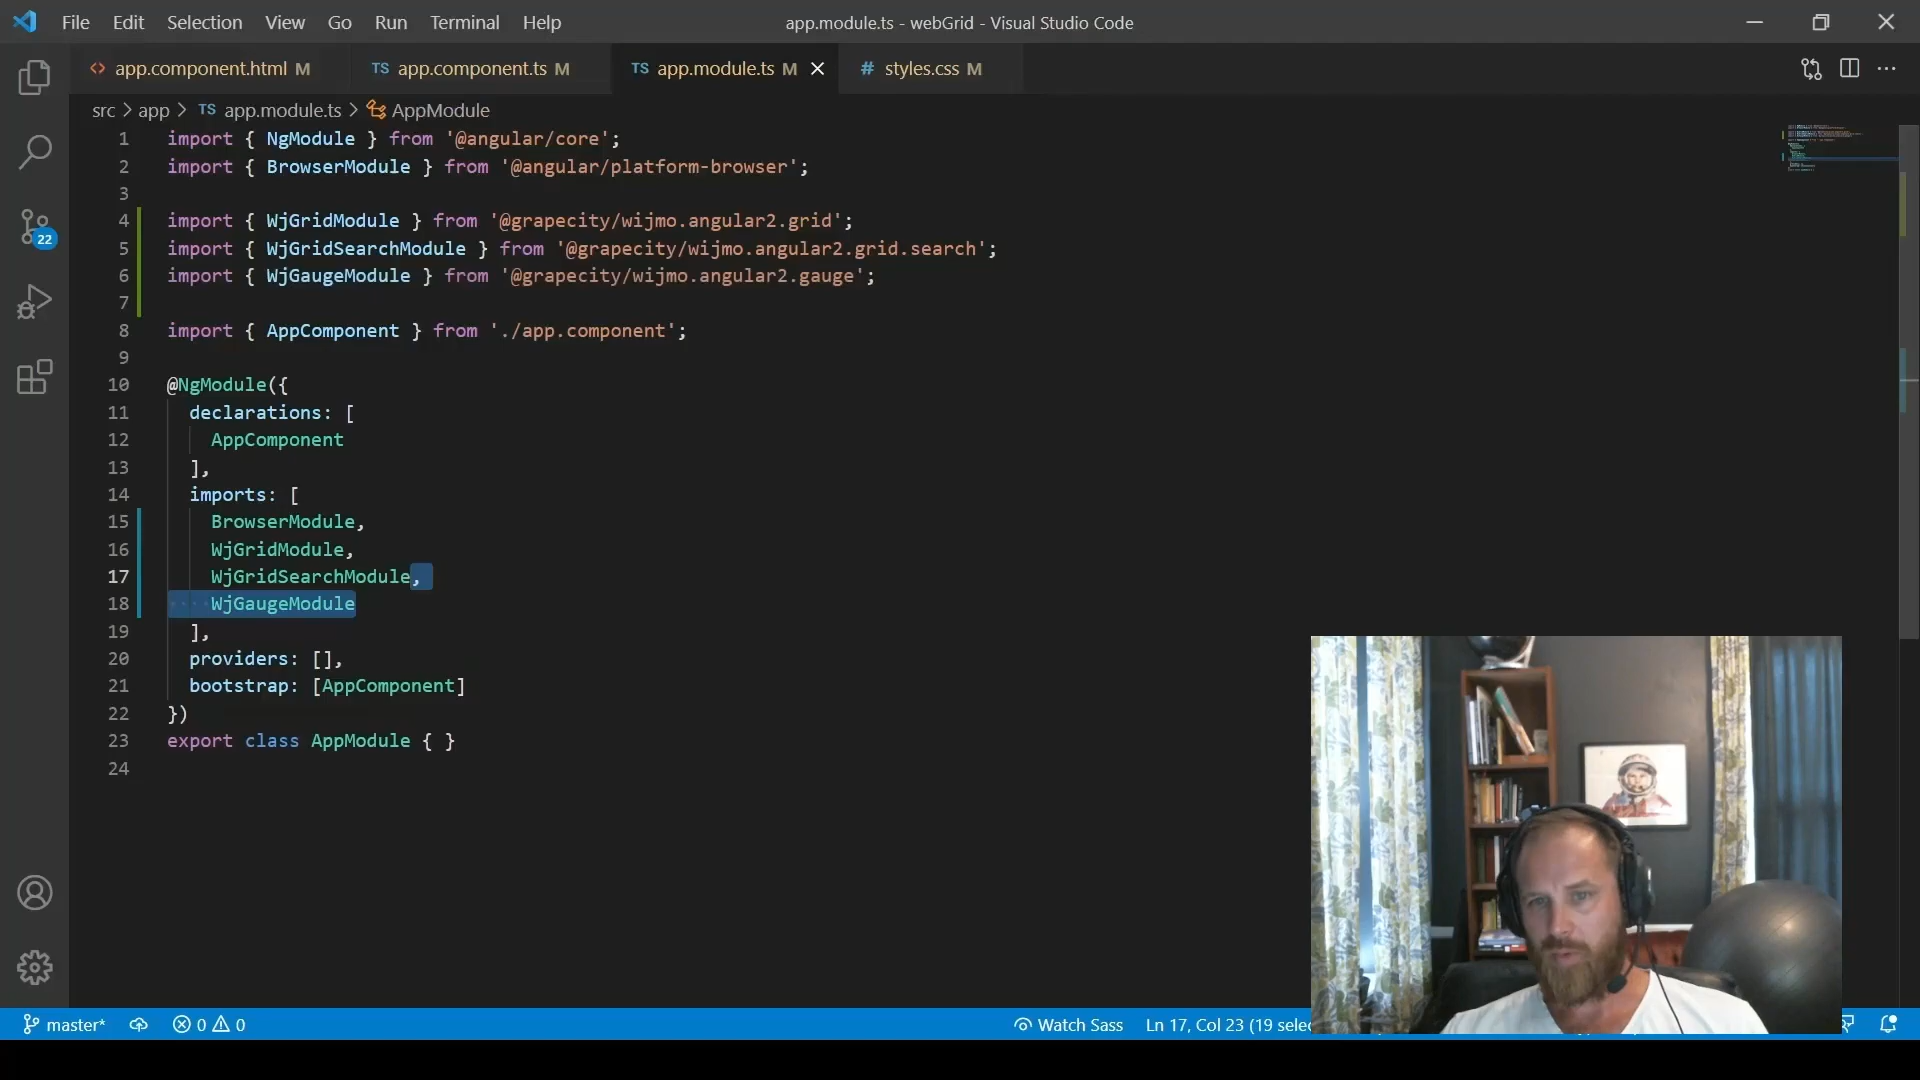 File Edit Selection View Go Run Terminal Help
app.module.ts - webGrid - Visual Studio Code
app.component.html M
TS app.component.ts M
TS app.module.ts M
# styles.css M
src > app > TS app.module.ts > AppModule
1 import { NgModule } from '@angular/core';
2 import { BrowserModule } from '@angular/platform-browser';
3
4 import { WjGridModule } from '@grapecity/wijmo.angular2.grid';
5 import { WjGridSearchModule } from '@grapecity/wijmo.angular2.grid.search';
6 import { WjGaugeModule } from '@grapecity/wijmo.angular2.gauge';
7
8 import { AppComponent } from './app.component';
9
10 @NgModule({
11 declarations: [
12 AppComponent
13 ],
14 imports: [
15 BrowserModule,
16 WjGridModule,
17 WjGridSearchModule,
18 WjGaugeModule
19 ],
20 providers: [],
21 bootstrap: [AppComponent]
22 })
23 export class AppModule { }
24
22
master* 0 0 Watch Sass Ln 17, Col 23 (19 selec